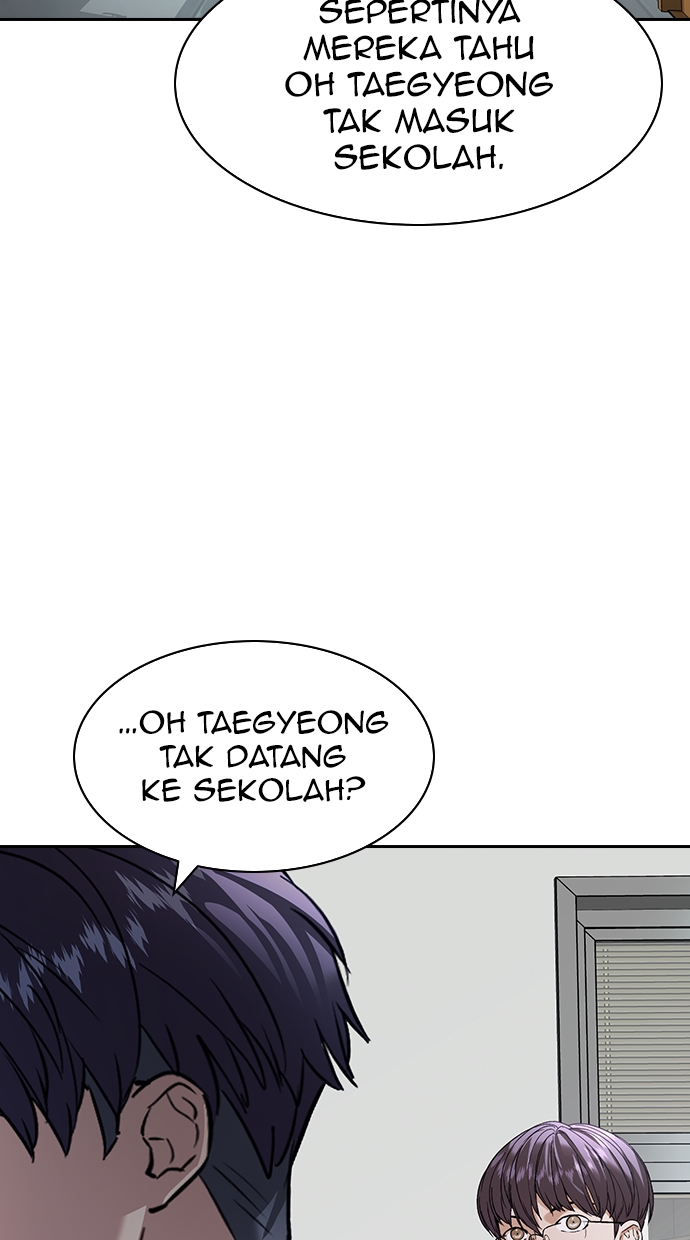 SEPERTINYA
MEREKA TAHU
OH TAEGYEONG
TAK MASUK
SEKOLAH.
...OH TAEGYEONG
TAK DATANG
KE SEKOLAH?